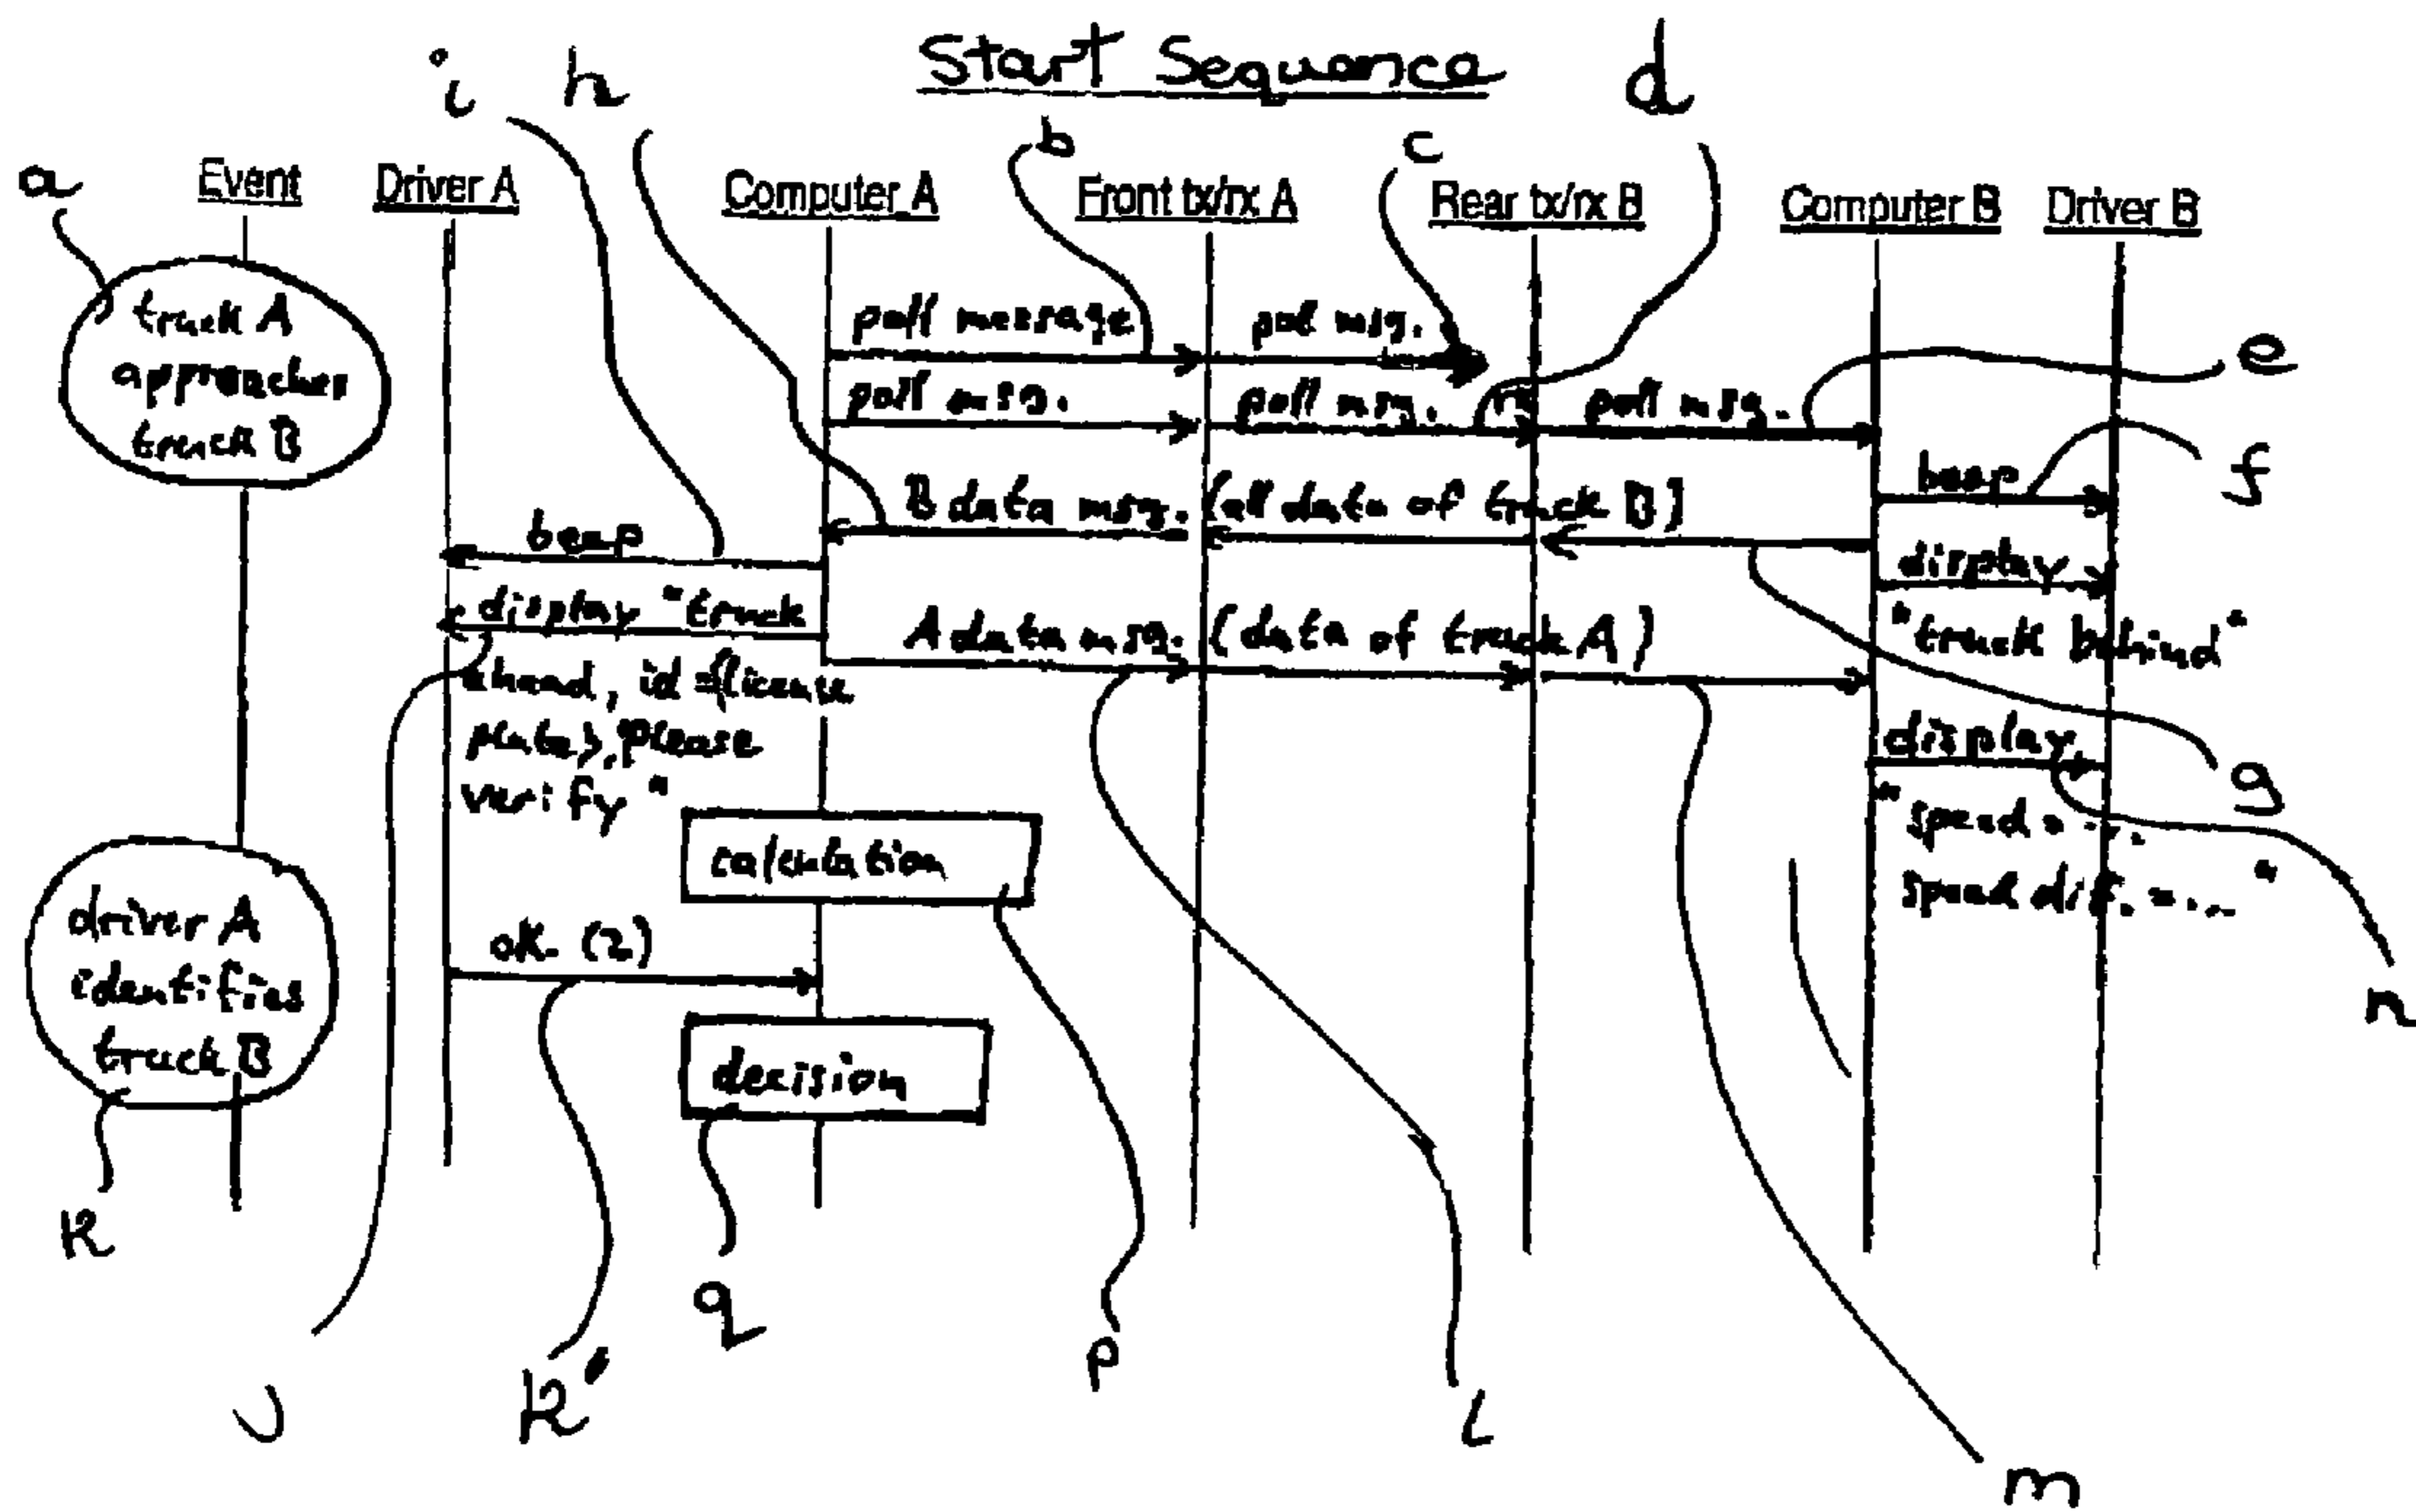 Start Sequence
i h b c d
a Event Driver A Computer A Front tx/rx A Rear tx/rx B Computer B Driver B
truck A
approaches
track B
poll message
poll msg.
e
poll msg.
poll msg.
poll msg.
beep
f
B data msg. (all data of truck B)
beep
display
"truck behind"
display "truck
ahead, id =(license
plate), please
verify"
A data msg. (data of truck A)
display
g
"speed = ...
speed dif. = ... "
n
calculation
ok (2)
driver A
identifies
truck B
decision
k
q
p
j
k'
l
m